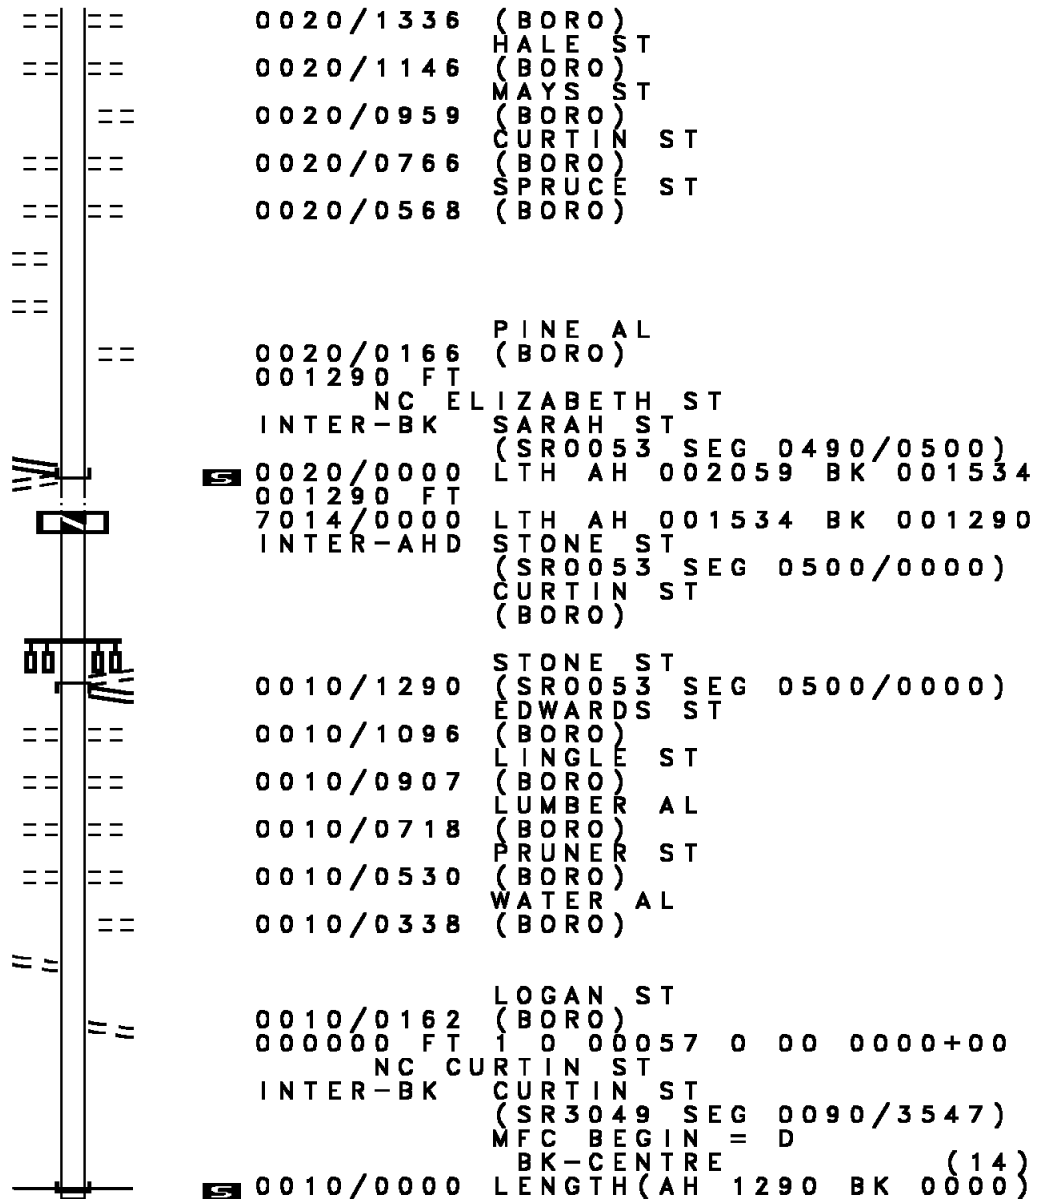 0020/1336 (BORO)
HALE ST
0020/1146 (BORO)
MAYS ST
0020/0959 (BORO)
CURTIN ST
0020/0766 (BORO)
SPRUCE ST
0020/0568 (BORO)
PINE AL
0020/0166 (BORO)
001290 FT
NC ELIZABETH ST
INTER-BK SARAH ST
(SR0053 SEG 0490/0500)
S 0020/0000 LTH AH 002059 BK 001534
001290 FT
7014/0000 LTH AH 001534 BK 001290
INTER-AHD STONE ST
(SR0053 SEG 0500/0000)
CURTIN ST
(BORO)
STONE ST
0010/1290 (SR0053 SEG 0500/0000)
EDWARDS ST
0010/1096 (BORO)
LINGLE ST
0010/0907 (BORO)
LUMBER AL
0010/0718 (BORO)
PRUNER ST
0010/0530 (BORO)
WATER AL
0010/0338 (BORO)
LOGAN ST
0010/0162 (BORO)
000000 FT 1 0 00057 0 00 0000+00
NC CURTIN ST
INTER-BK CURTIN ST
(SR3049 SEG 0090/3547)
MFC BEGIN = D
BK-CENTRE (14)
S 0010/0000 LENGTH(AH 1290 BK 0000)